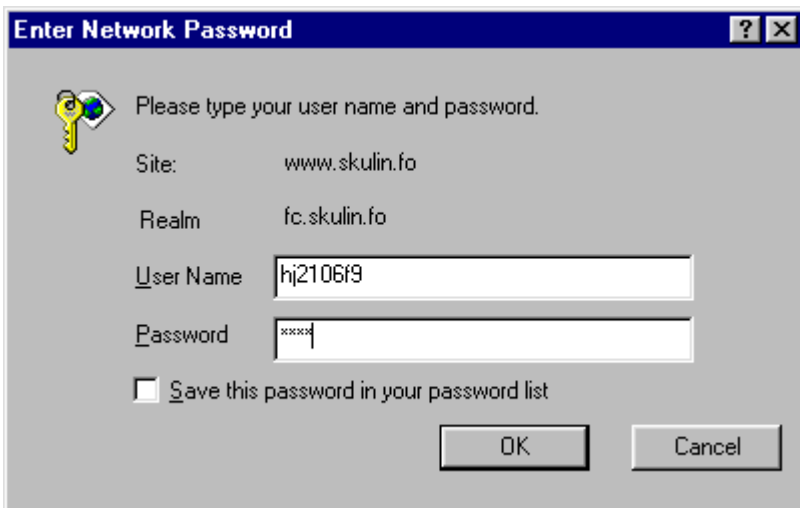 Enter Network Password
Please type your user name and password.
Site: www.skulin.fo
Realm fc.skulin.fo
User Name hj2106f9
Password ****
Save this password in your password list
OK Cancel